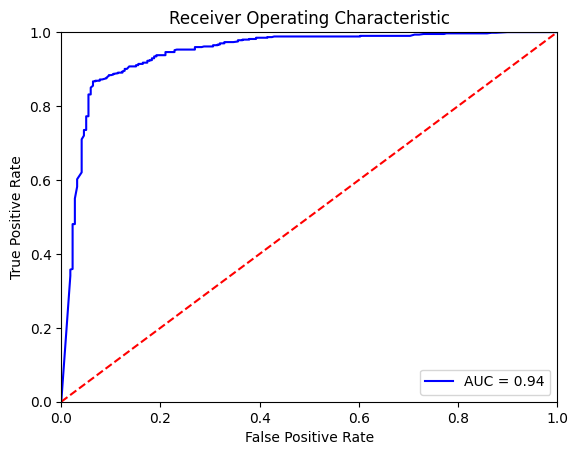 Receiver Operating Characteristic
1.0
0.8
0.6
0.4
0.2
0.0
True Positive Rate
AUC = 0.94
0.0 0.2 0.4 0.6 0.8 1.0
False Positive Rate